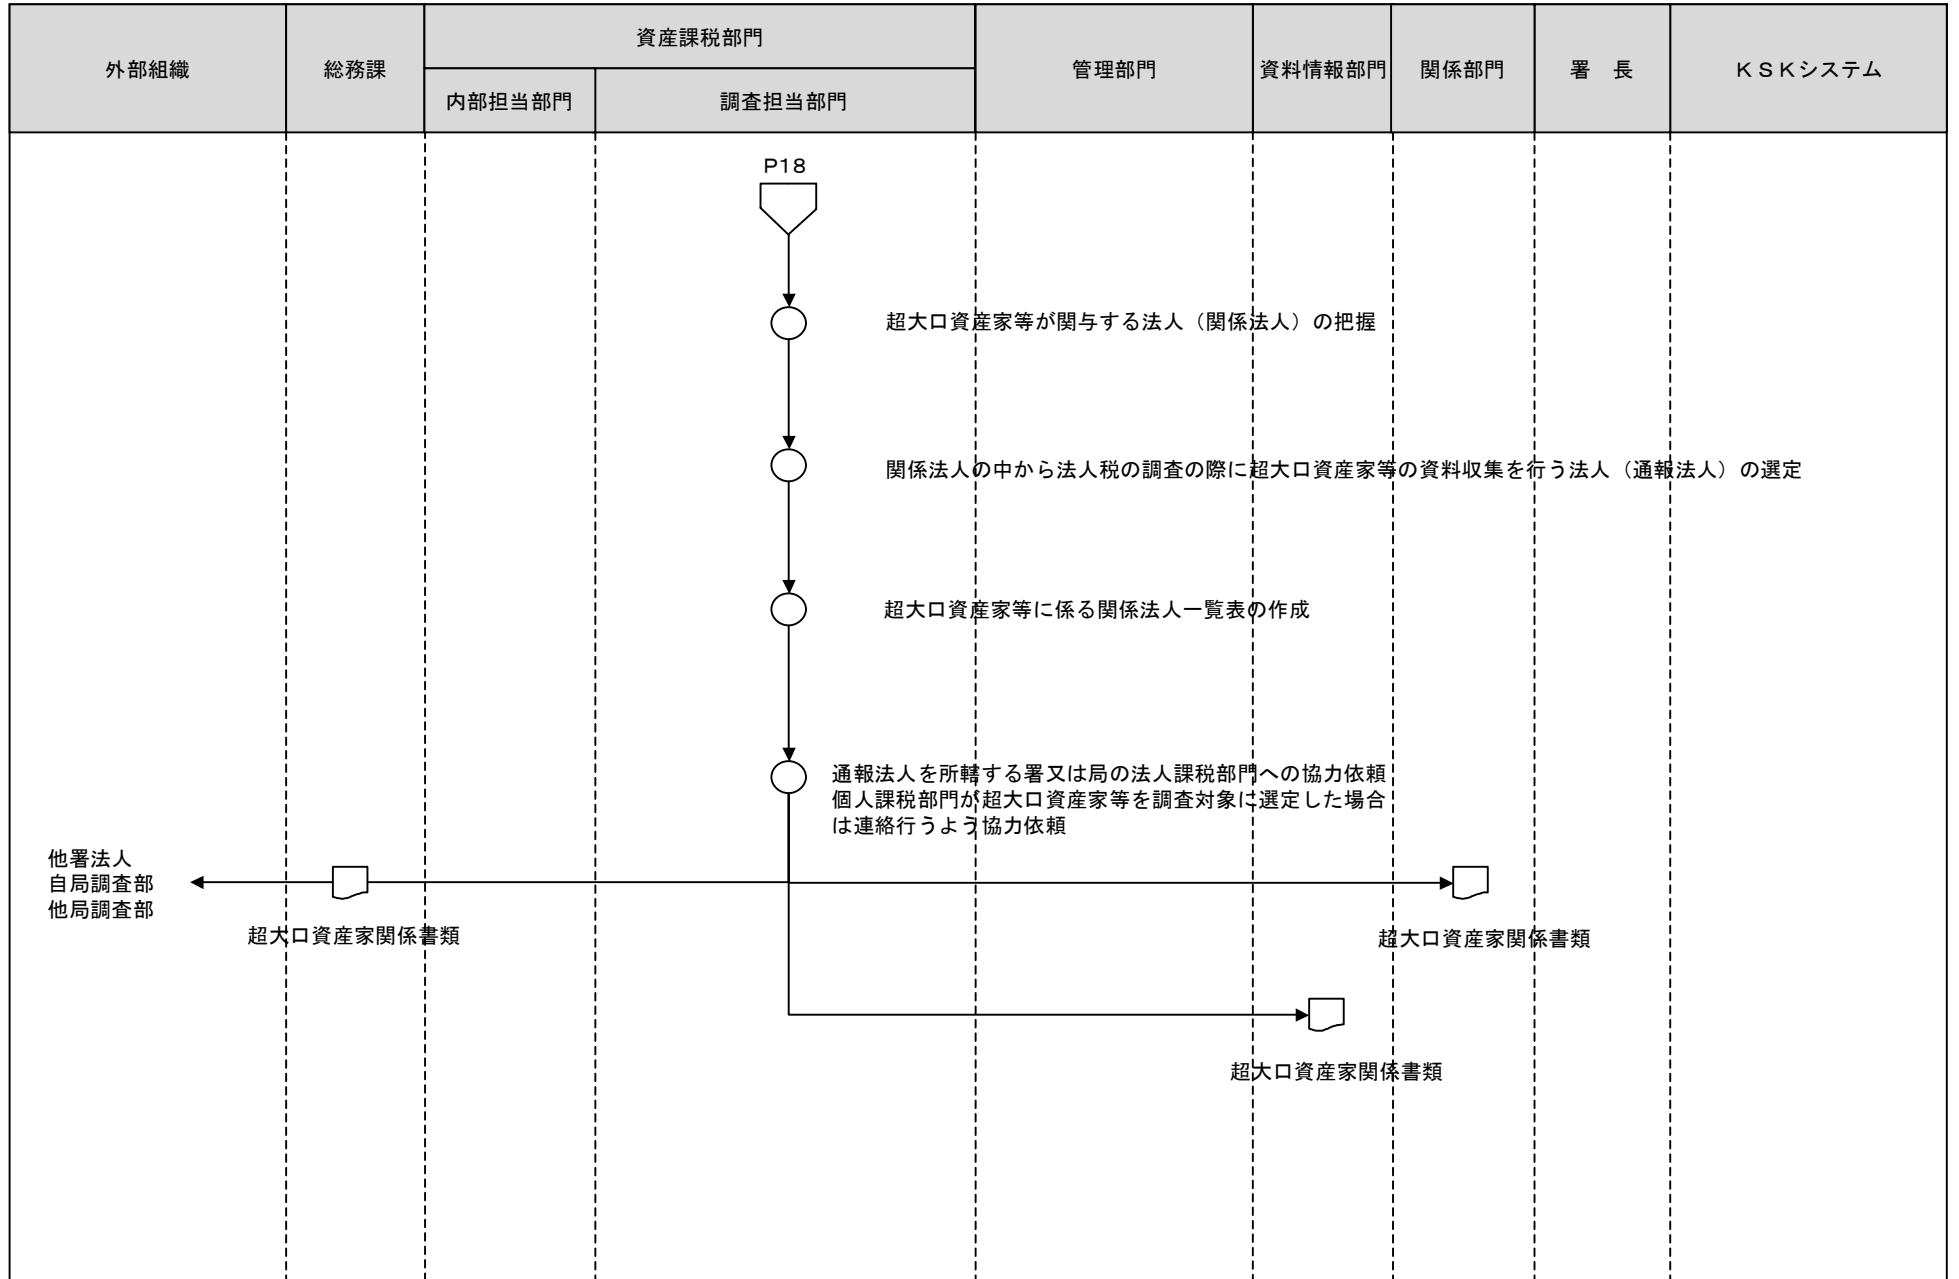 外部組織
総務課
資産課税部門
内部担当部門
調査担当部門
管理部門
資料情報部門
関係部門
署　長
ＫＳＫシステム
P18
超大口資産家等が関与する法人（関係法人）の把握
関係法人の中から法人税の調査の際に超大口資産家等の資料収集を行う法人（通報法人）の選定
超大口資産家等に係る関係法人一覧表の作成
通報法人を所轄する署又は局の法人課税部門への協力依頼
個人課税部門が超大口資産家等を調査対象に選定した場合
は連絡行うよう協力依頼
他署法人
自局調査部
他局調査部
超大口資産家関係書類
超大口資産家関係書類
超大口資産家関係書類